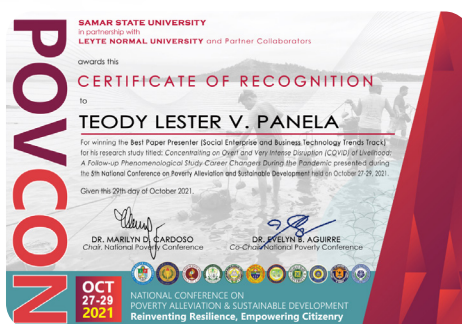 POVCON
SAMAR STATE UNIVERSITY
in partnership with
LEYTE NORMAL UNIVERSITY and Partner Collaborators
awards this
CERTIFICATE OF RECOGNITION
to
TEODY LESTER V. PANELA
For winning the Best Paper Presenter (Social Enterprise and Business Technology Trends Track)
for his research study titled: Concentrating on Overt and Very Intense Disruption (COVID) of Livelihood:
A Follow-up Phenomenological Study Career Changes During the Pandemic presented during
the 5th National Conference on Poverty Alleviation and Sustainable Development held on October 27-29, 2021.
Given this 29th day of October 2021.
DR. MARILYN D. CARDOSO
Chair, National Poverty Conference
DR. EVELYN B. AGUIRRE
Co-Chair, National Poverty Conference
OCT
27-29
2021
NATIONAL CONFERENCE ON
POVERTY ALLEVIATION & SUSTAINABLE DEVELOPMENT
Reinventing Resilience, Empowering Citizenry